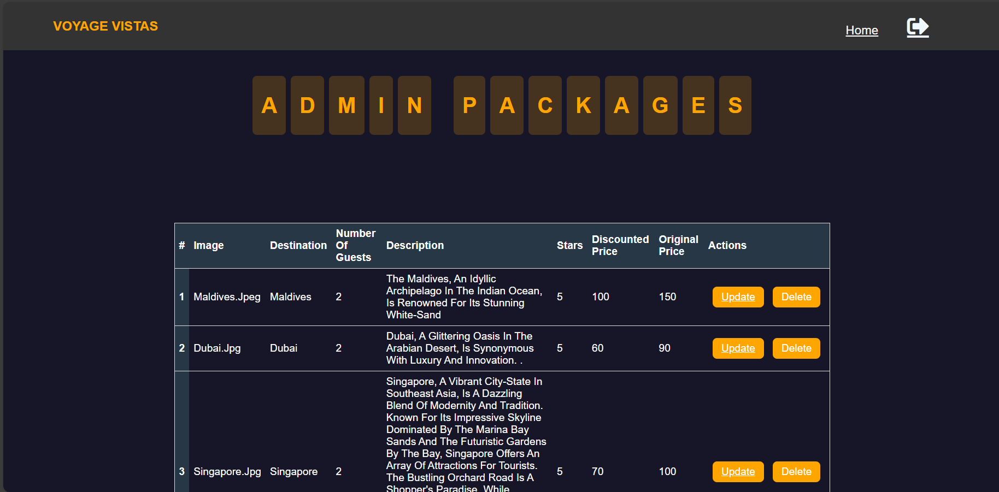 VOYAGE VISTAS
Home
ADMIN PACKAGES
# Image Destination Number Of Guests Description Stars Discounted Price Original Price Actions
1 Maldives.Jpeg Maldives 2
The Maldives, An Idyllic
Archipelago In The Indian Ocean,
Is Renowned For Its Stunning
White-Sand
5 100 150 Update Delete
2 Dubai.Jpg Dubai 2
Dubai, A Glittering Oasis In The
Arabian Desert, Is Synonymous
With Luxury And Innovation. .
5 60 90 Update Delete
3 Singapore.Jpg Singapore 2
Singapore, A Vibrant City-State In
Southeast Asia, Is A Dazzling
Blend Of Modernity And Tradition.
Known For Its Impressive Skyline
Dominated By The Marina Bay
Sands And The Futuristic Gardens
By The Bay, Singapore Offers An
Array Of Attractions For Tourists.
The Bustling Orchard Road Is A
Shopper's Paradise, While
5 70 100 Update Delete